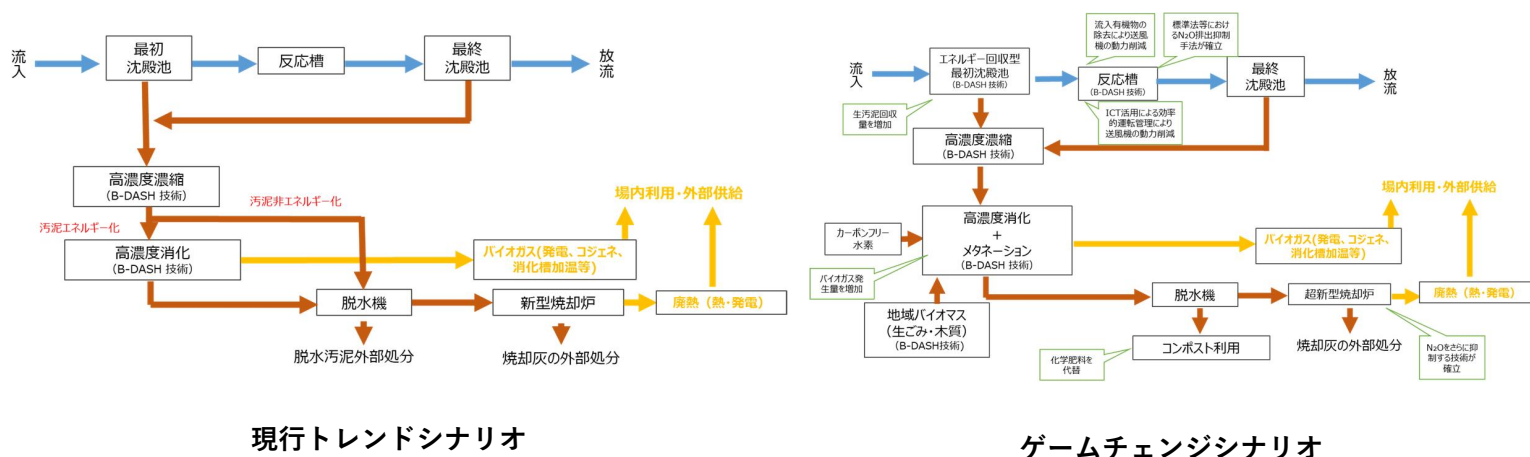 流入
最初
沈殿池
反応槽
最終
沈殿池
放流
高濃度濃縮
(B-DASH 技術)
汚泥非エネルギー化
汚泥エネルギー化
高濃度消化
(B-DASH 技術)
場内利用・外部供給
バイオガス(発電、コジェネ、
消化槽加温等)
脱水機
新型焼却炉
廃熱（熱・発電）
脱水汚泥外部処分
焼却灰の外部処分
現行トレンドシナリオ
流入有機物の
除去により送風
機の動力削減
標準法等におけ
るN₂O排出抑制
手法が確立
流入
エネルギー回収型
最初沈殿池
(B-DASH 技術)
反応槽
(B-DASH 技術)
最終
沈殿池
放流
生汚泥回収
量を増加
ICT活用による効率
的運転管理により
送風機の動力削減
高濃度濃縮
(B-DASH 技術)
場内利用・外部供給
カーボンフリー
水素
高濃度消化
+
メタネーション
(B-DASH 技術)
バイオガス(発電、コジェネ、
消化槽加温等)
バイオガス発
生量を増加
地域バイオマス
（生ごみ・木質）
(B-DASH技術)
脱水機
超新型焼却炉
廃熱（熱・発電）
化学肥料を
代替
コンポスト利用
焼却灰の外部処分
N₂Oをさらに抑
制する技術が
確立
ゲームチェンジシナリオ